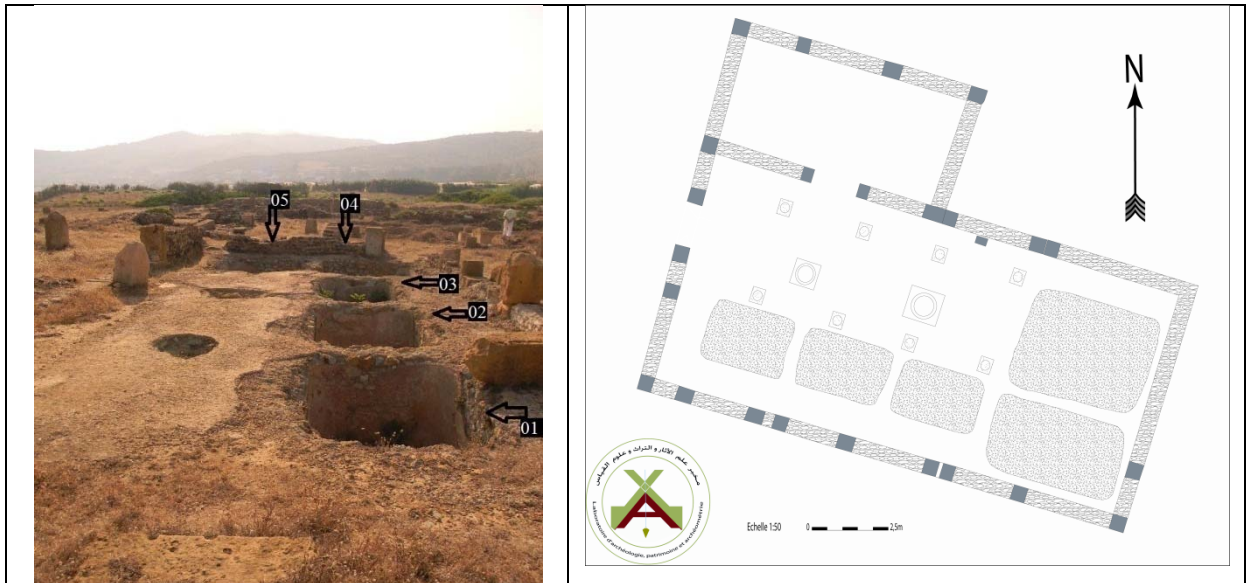 05
04
03
02
01
N
مخبر علم الآثار و التراث و علوم القياس
Laboratoire d'archéologie, patrimoine et archéométrie
Echelle 1:50
0
2,5m